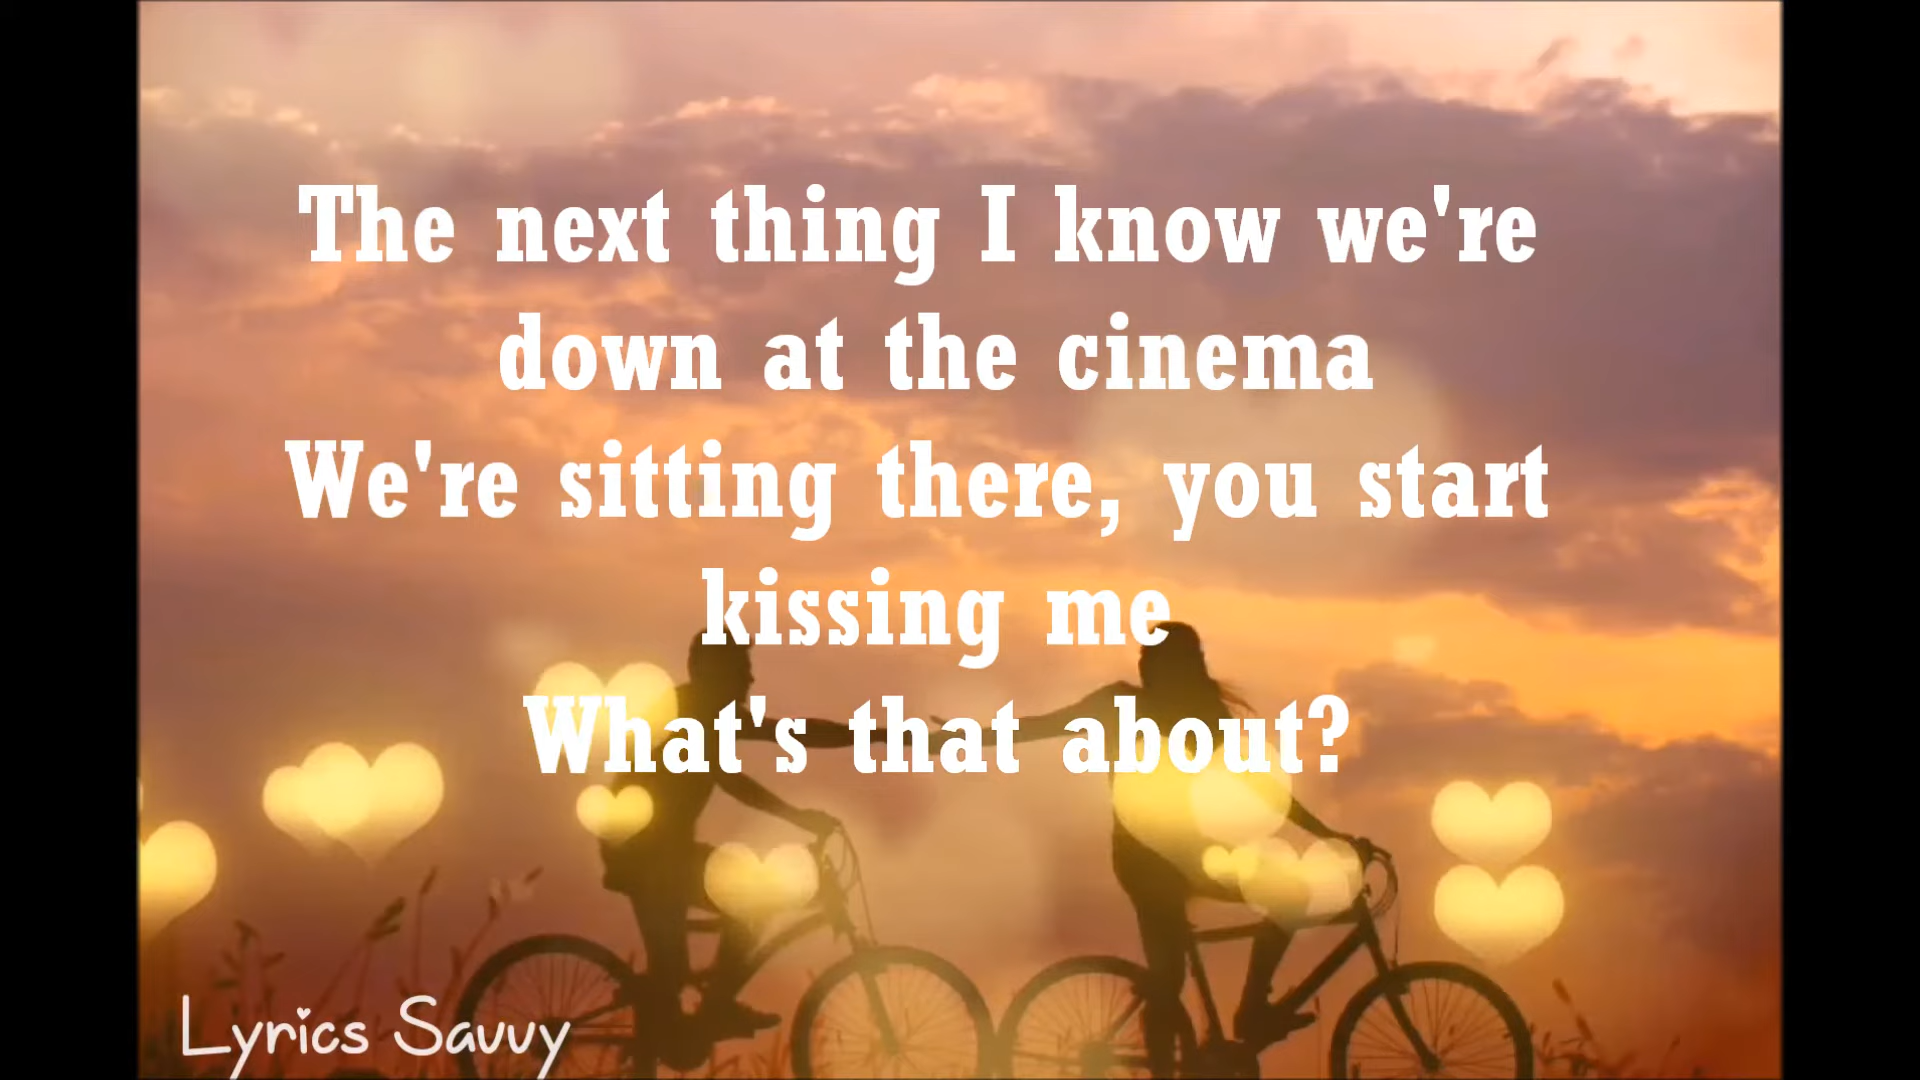 The next thing I know we're
down at the cinema
We're sitting there, you start
kissing me
What's that about?
Lyrics Savvy